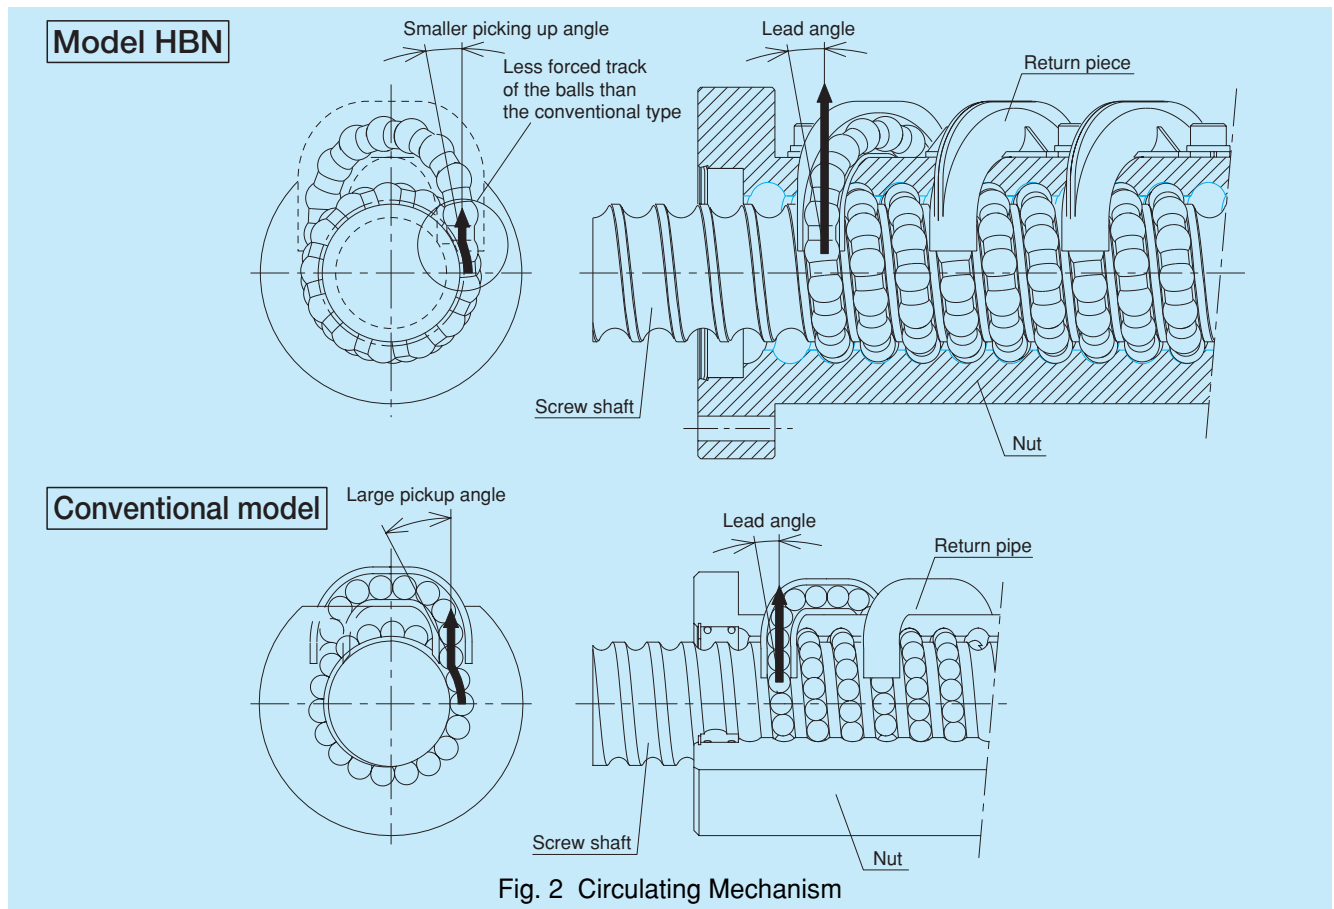 Model HBN
Smaller picking up angle
Less forced track
of the balls than
the conventional type
Lead angle
Return piece
Screw shaft
Nut
Conventional model
Large pickup angle
Lead angle
Return pipe
Screw shaft
Nut
Fig. 2 Circulating Mechanism